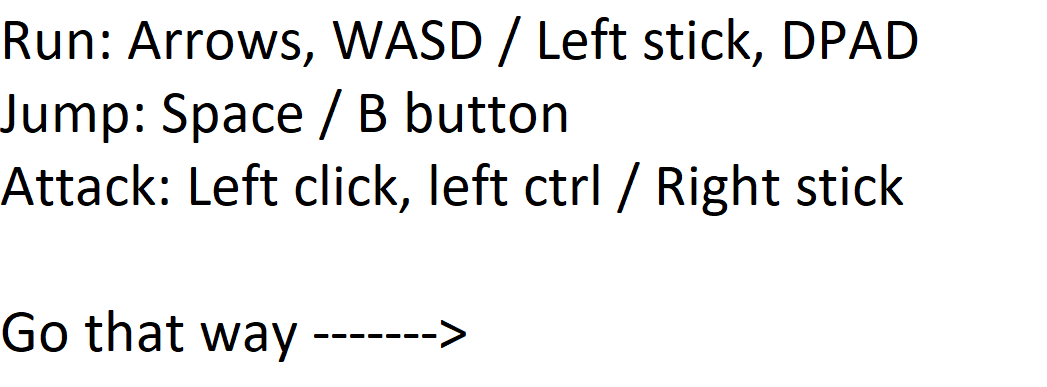 Run: Arrows, WASD / Left stick, DPAD
Jump: Space / B button
Attack: Left click, left ctrl / Right stick
Go that way ------->